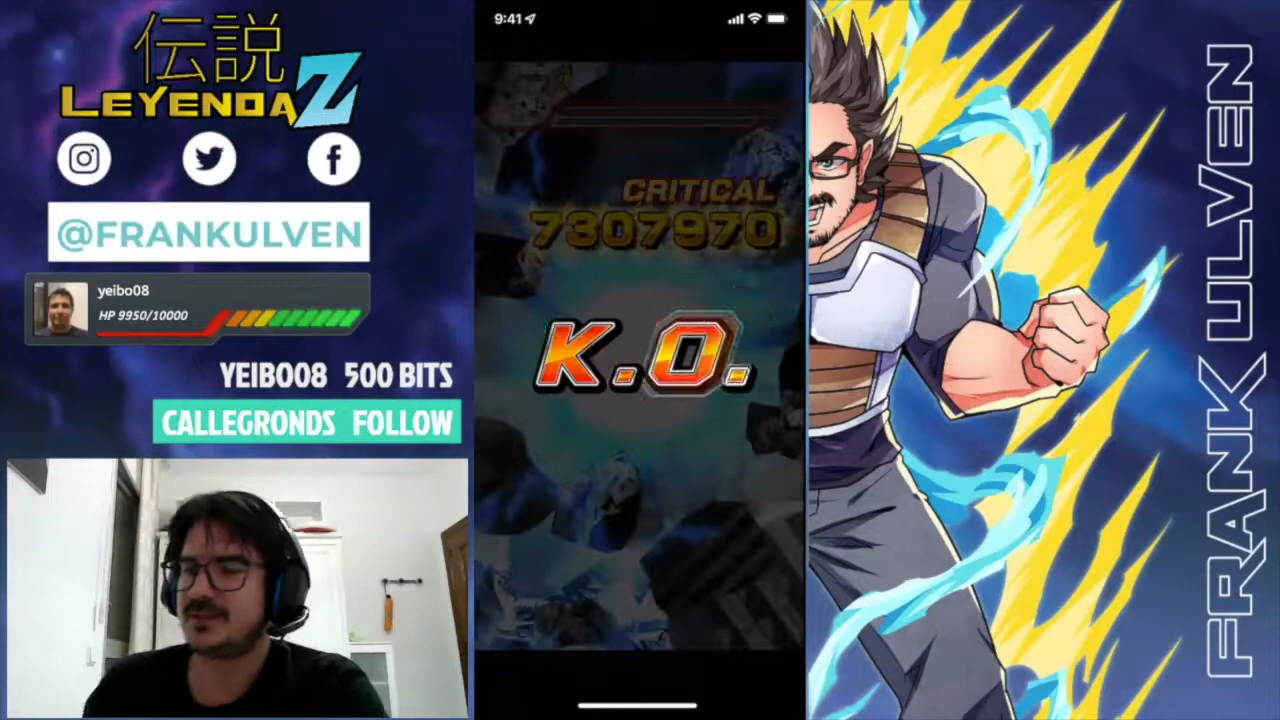 伝説
LEYENDA Z
@FRANKULVEN
yeibo08
HP 9950/10000
YEIBO08 500 BITS
CALLEGRONDS FOLLOW
9:41
CRITICAL
7307970
K.O.
FRANK ULVEN